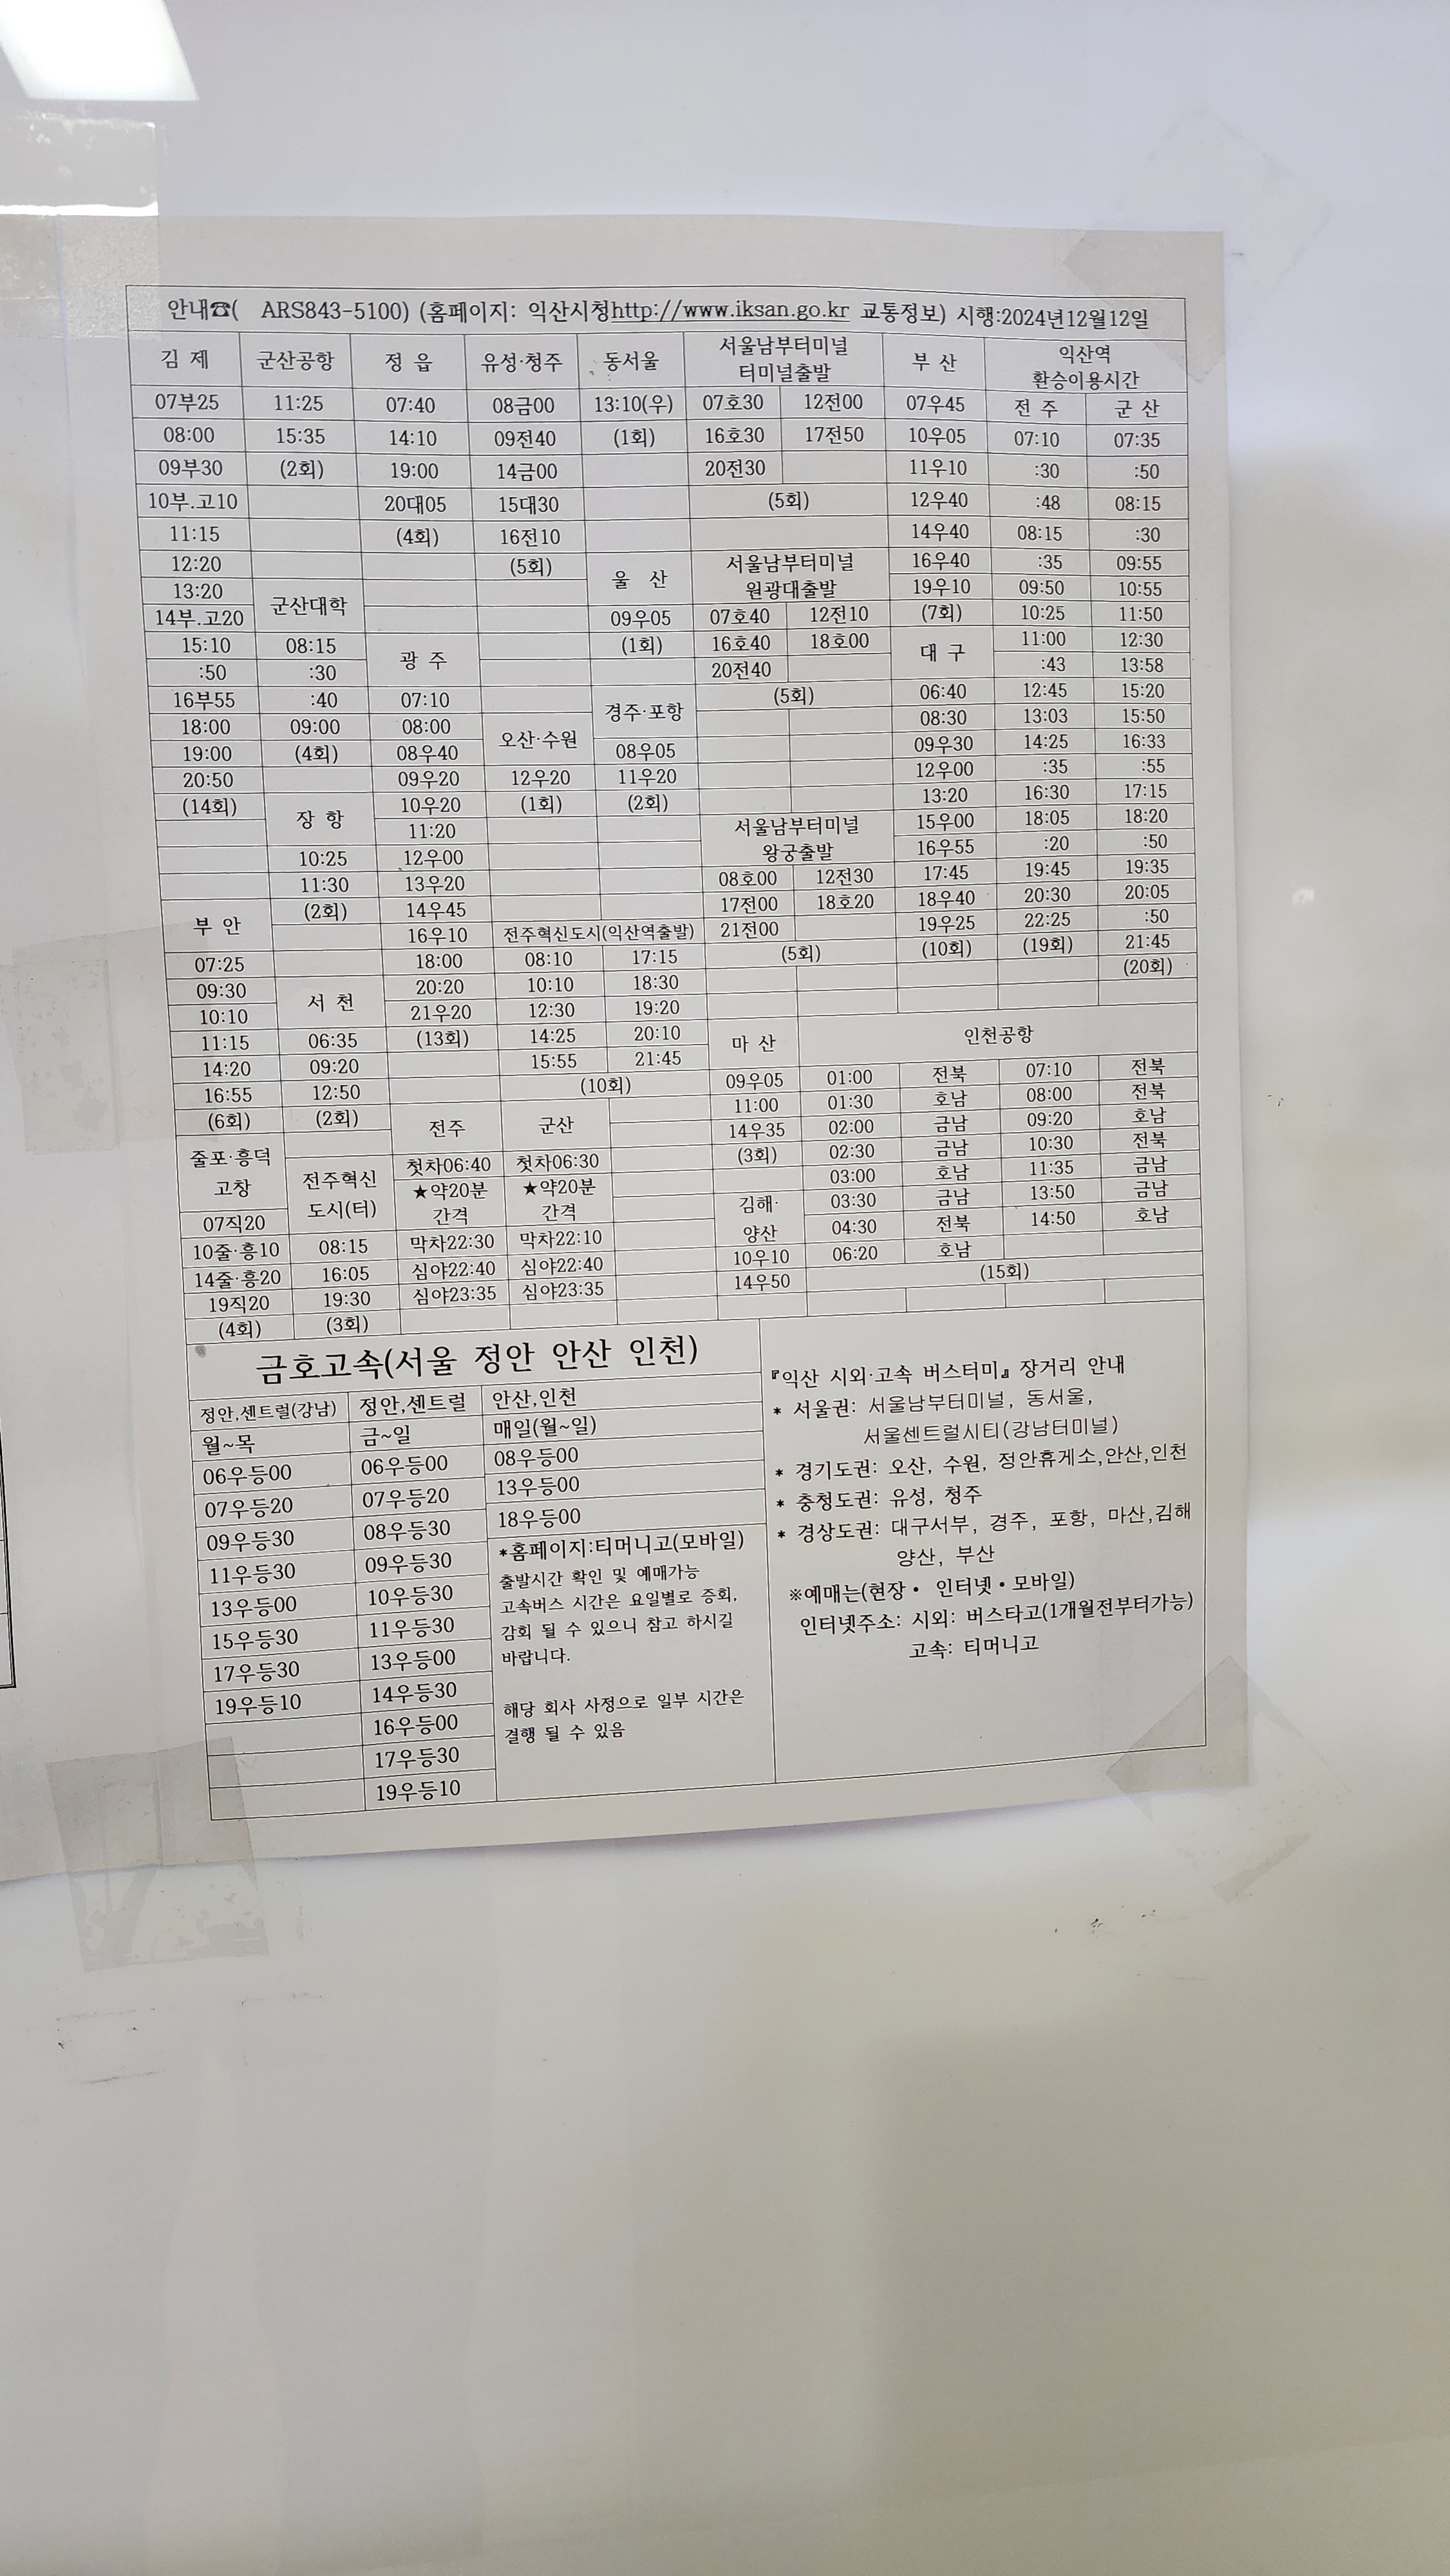 안내☎( ARS843-5100) (홈페이지: 익산시청http://www.iksan.go.kr 교통정보) 시행:2024년12월12일
김 제
07부25
08:00
09부30
10부.고10
11:15
12:20
13:20
14부.고20
15:10
:50
16부55
18:00
19:00
20:50
(14회)
부 안
07:25
09:30
10:10
11:15
14:20
16:55
(6회)
줄포·흥덕
고창
07직20
10줄·흥10
14줄·흥20
19직20
(4회)
군산공항
11:25
15:35
(2회)
군산대학
08:15
:30
:40
09:00
(4회)
장 항
10:25
11:30
(2회)
서 천
06:35
09:20
12:50
(2회)
전주혁신
도시(터)
08:15
16:05
19:30
(3회)
정 읍
07:40
14:10
19:00
20대05
(4회)
광 주
07:10
08:00
08우40
09우20
10우20
11:20
12우00
13우20
14우45
16우10
18:00
20:20
21우20
(13회)
전주
첫차06:40
★약20분
간격
막차22:30
심야22:40
심야23:35
유성·청주
08금00
09전40
14금00
15대30
16전10
(5회)
오산·수원
12우20
(1회)
동서울
13:10(우)
(1회)
울 산
09우05
(1회)
경주·포항
08우05
11우20
(2회)
전주혁신도시(익산역출발)
08:10 17:15
10:10 18:30
12:30 19:20
14:25 20:10
15:55 21:45
(10회)
군산
첫차06:30
★약20분
간격
막차22:10
심야22:40
심야23:35
서울남부터미널
터미널출발
07호30 12전00
16호30 17전50
20전30
(5회)
서울남부터미널
원광대출발
07호40 12전10
16호40 18호00
20전40
(5회)
서울남부터미널
왕궁출발
08호00 12전30
17전00 18호20
21전00
(5회)
마 산
09우05
11:00
14우35
(3회)
김해·
양산
10우10
14우50
부 산
07우45
10우05
11우10
12우40
14우40
16우40
19우10
(7회)
대 구
06:40
08:30
09우30
12우00
13:20
15우00
16우55
17:45
18우40
19우25
(10회)
익산역
환승이용시간
전 주 군 산
07:10 07:35
:30 :50
:48 08:15
08:15 :30
:35 09:55
09:50 10:55
10:25 11:50
11:00 12:30
:43 13:58
12:45 15:20
13:03 15:50
14:25 16:33
:35 :55
16:30 17:15
18:05 18:20
:20 :50
19:45 19:35
20:30 20:05
22:25 :50
(19회) 21:45
(20회)
인천공항
01:00 전북 07:10 전북
01:30 호남 08:00 전북
02:00 금남 09:20 호남
02:30 금남 10:30 전북
03:00 호남 11:35 금남
03:30 금남 13:50 금남
04:30 전북 14:50 호남
06:20 호남
(15회)
금호고속(서울 정안 안산 인천)
정안,센트럴(강남)
월~목
06우등00
07우등20
09우등30
11우등30
13우등00
15우등30
17우등30
19우등10
정안,센트럴
금~일
06우등00
07우등20
08우등30
09우등30
10우등30
11우등30
13우등00
14우등30
16우등00
17우등30
19우등10
안산,인천
매일(월~일)
08우등00
13우등00
18우등00
*홈페이지:티머니고(모바일)
출발시간 확인 및 예매가능
고속버스 시간은 요일별로 증회,
감회 될 수 있으니 참고 하시길
바랍니다.
해당 회사 사정으로 일부 시간은
결행 될 수 있음
『익산 시외·고속 버스터미』 장거리 안내
* 서울권: 서울남부터미널, 동서울,
서울센트럴시티(강남터미널)
* 경기도권: 오산, 수원, 정안휴게소,안산,인천
* 충청도권: 유성, 청주
* 경상도권: 대구서부, 경주, 포항, 마산,김해
양산, 부산
※예매는(현장• 인터넷•모바일)
인터넷주소: 시외: 버스타고(1개월전부터가능)
고속: 티머니고